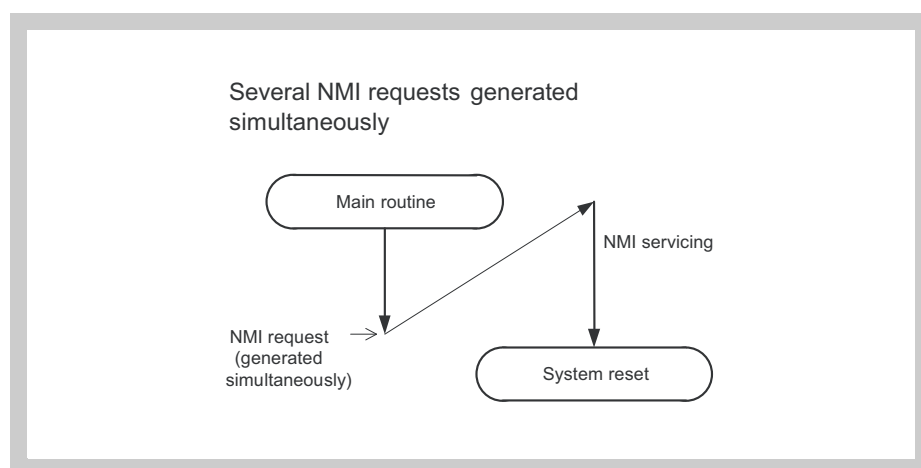 Several NMI requests generated
simultaneously
Main routine
NMI servicing
NMI request
(generated
simultaneously)
System reset